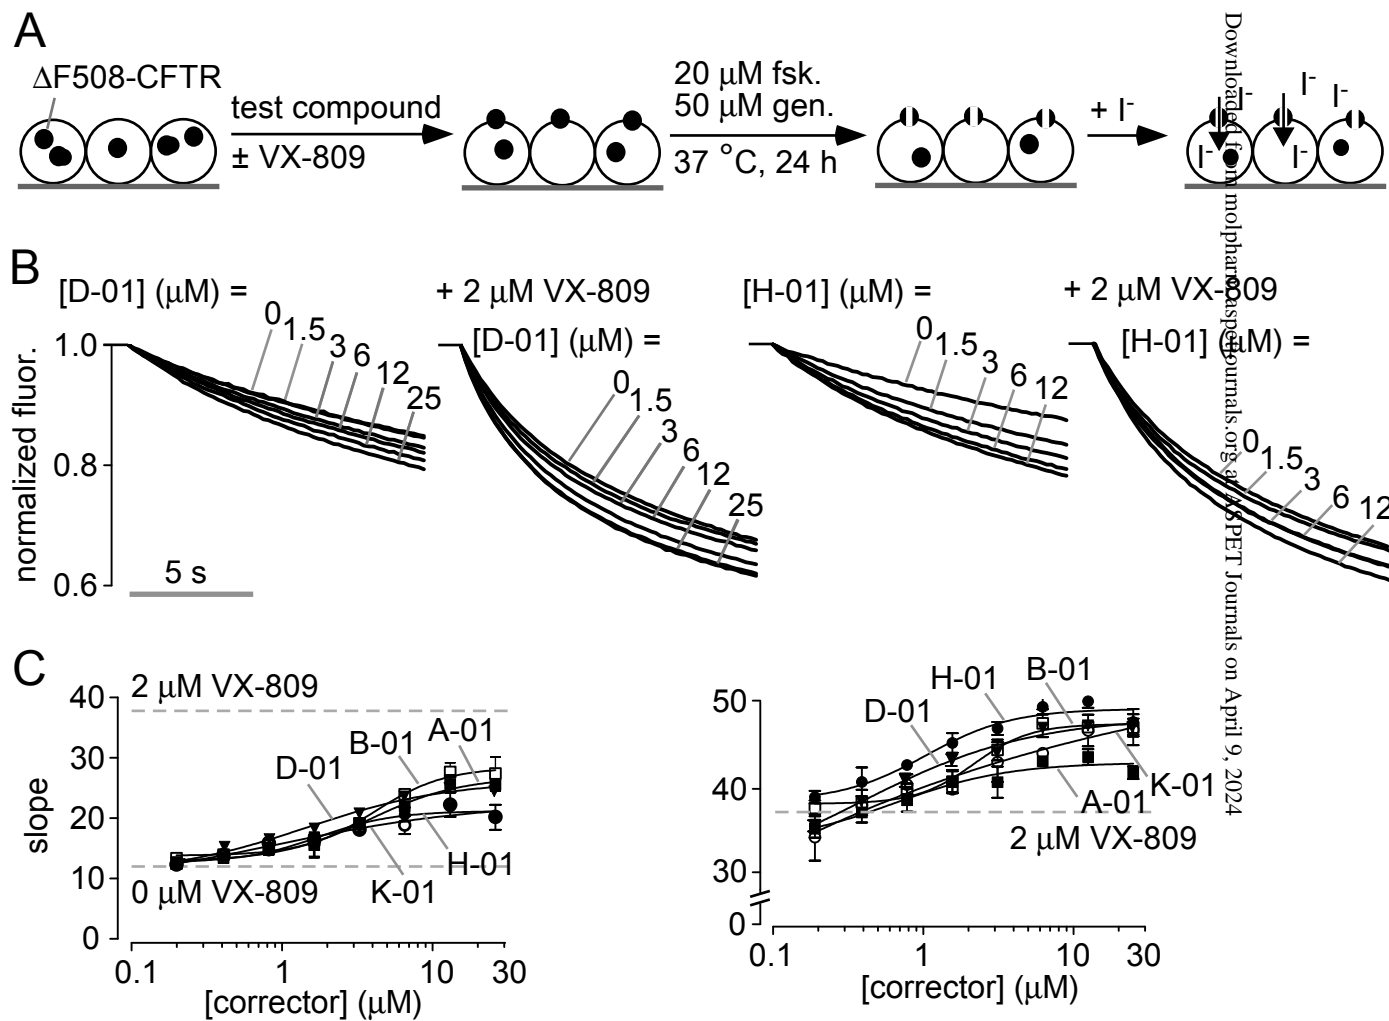 A
ΔF508-CFTR
test compound
± VX-809
20 μM fsk.
50 μM gen.
37 °C, 24 h
+ I-
I-
I-
I-
I-
I-
B
[D-01] (μM) =
0
1.5
3
6
12
25
+ 2 μM VX-809
[D-01] (μM) =
0
1.5
3
6
12
25
[H-01] (μM) =
0
1.5
3
6
12
+ 2 μM VX-809
[H-01] (μM) =
0
1.5
3
6
12
normalized fluor.
1.0
0.8
0.6
5 s
C
slope
40
30
20
10
0
2 μM VX-809
0 μM VX-809
D-01
B-01
A-01
H-01
K-01
0.1
1
10
30
[corrector] (μM)
50
40
30
0
D-01
H-01
B-01
K-01
A-01
2 μM VX-809
0.1
1
10
30
[corrector] (μM)
Downloaded from molpharm.aspetjournals.org at ASPET Journals on April 9, 2024